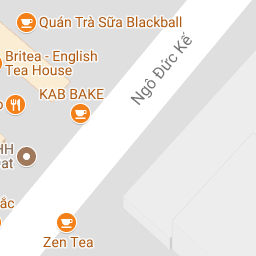 Quán Trà Sữa Blackball
Britea - English
Tea House
Ngô Đức Kế
KAB BAKE
HH
at
ắc
Zen Tea